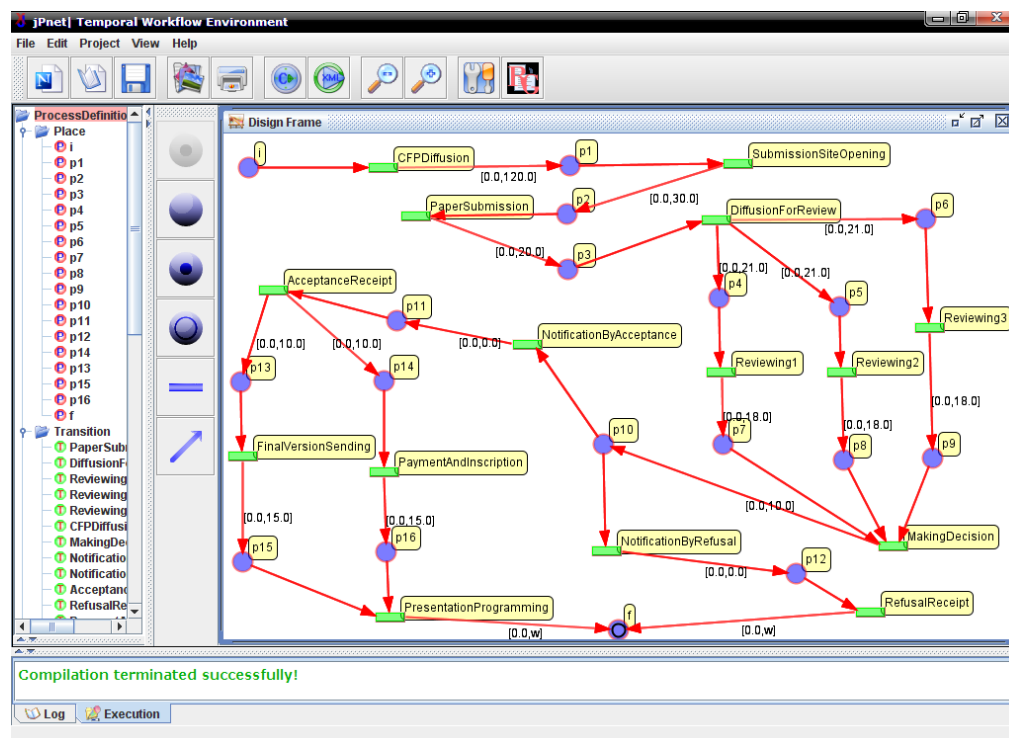 jPnet| Temporal Workflow Environment
File Edit Project View Help
N C XML
ProcessDefinitio
Place
i
p1
p2
p3
p4
p5
p6
p7
p8
p9
p10
p11
p12
p14
p13
p15
p16
f
Transition
PaperSub
DiffusionF
Reviewing
Reviewing
Reviewing
CFPDiffusi
MakingDe
Notificatio
Notificatio
Acceptanc
RefusalRe
Disign Frame
i
CFPDiffusion
p1
SubmissionSiteOpening
[0.0,120.0]
PaperSubmission
p2
[0.0,30.0]
DiffusionForReview
p6
[0.0,21.0]
[0.0,20.0]
p3
[0.0,21.0]
[0.0,21.0]
AcceptanceReceipt
p4
p5
p11
Reviewing3
NotificationByAcceptance
[0.0,10.0]
[0.0,10.0]
[0.0,0.0]
p13
p14
Reviewing1
Reviewing2
[0.0,18.0]
[0.0,18.0]
[0.0,18.0]
p10
p7
p8
p9
FinalVersionSending
PaymentAndInscription
[0.0,10.0]
[0.0,15.0]
[0.0,15.0]
p15
p16
NotificationByRefusal
MakingDecision
[0.0,0.0]
p12
PresentationProgramming
f
RefusalReceipt
[0.0,w]
[0.0,w]
Compilation terminated successfully!
Log Execution